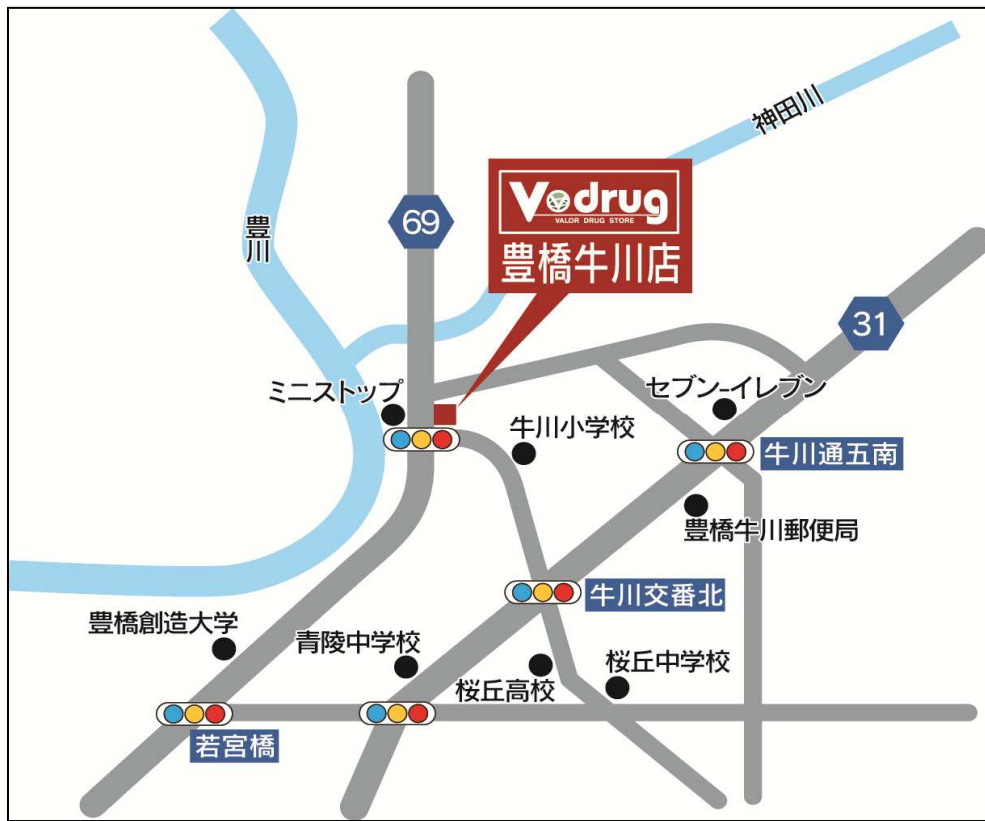 神田川
V drug
VALOR DRUG STORE
豊橋牛川店
豊川
69
31
ミニストップ
セブン-イレブン
牛川小学校
牛川通五南
豊橋牛川郵便局
牛川交番北
豊橋創造大学
青陵中学校
桜丘高校
桜丘中学校
若宮橋